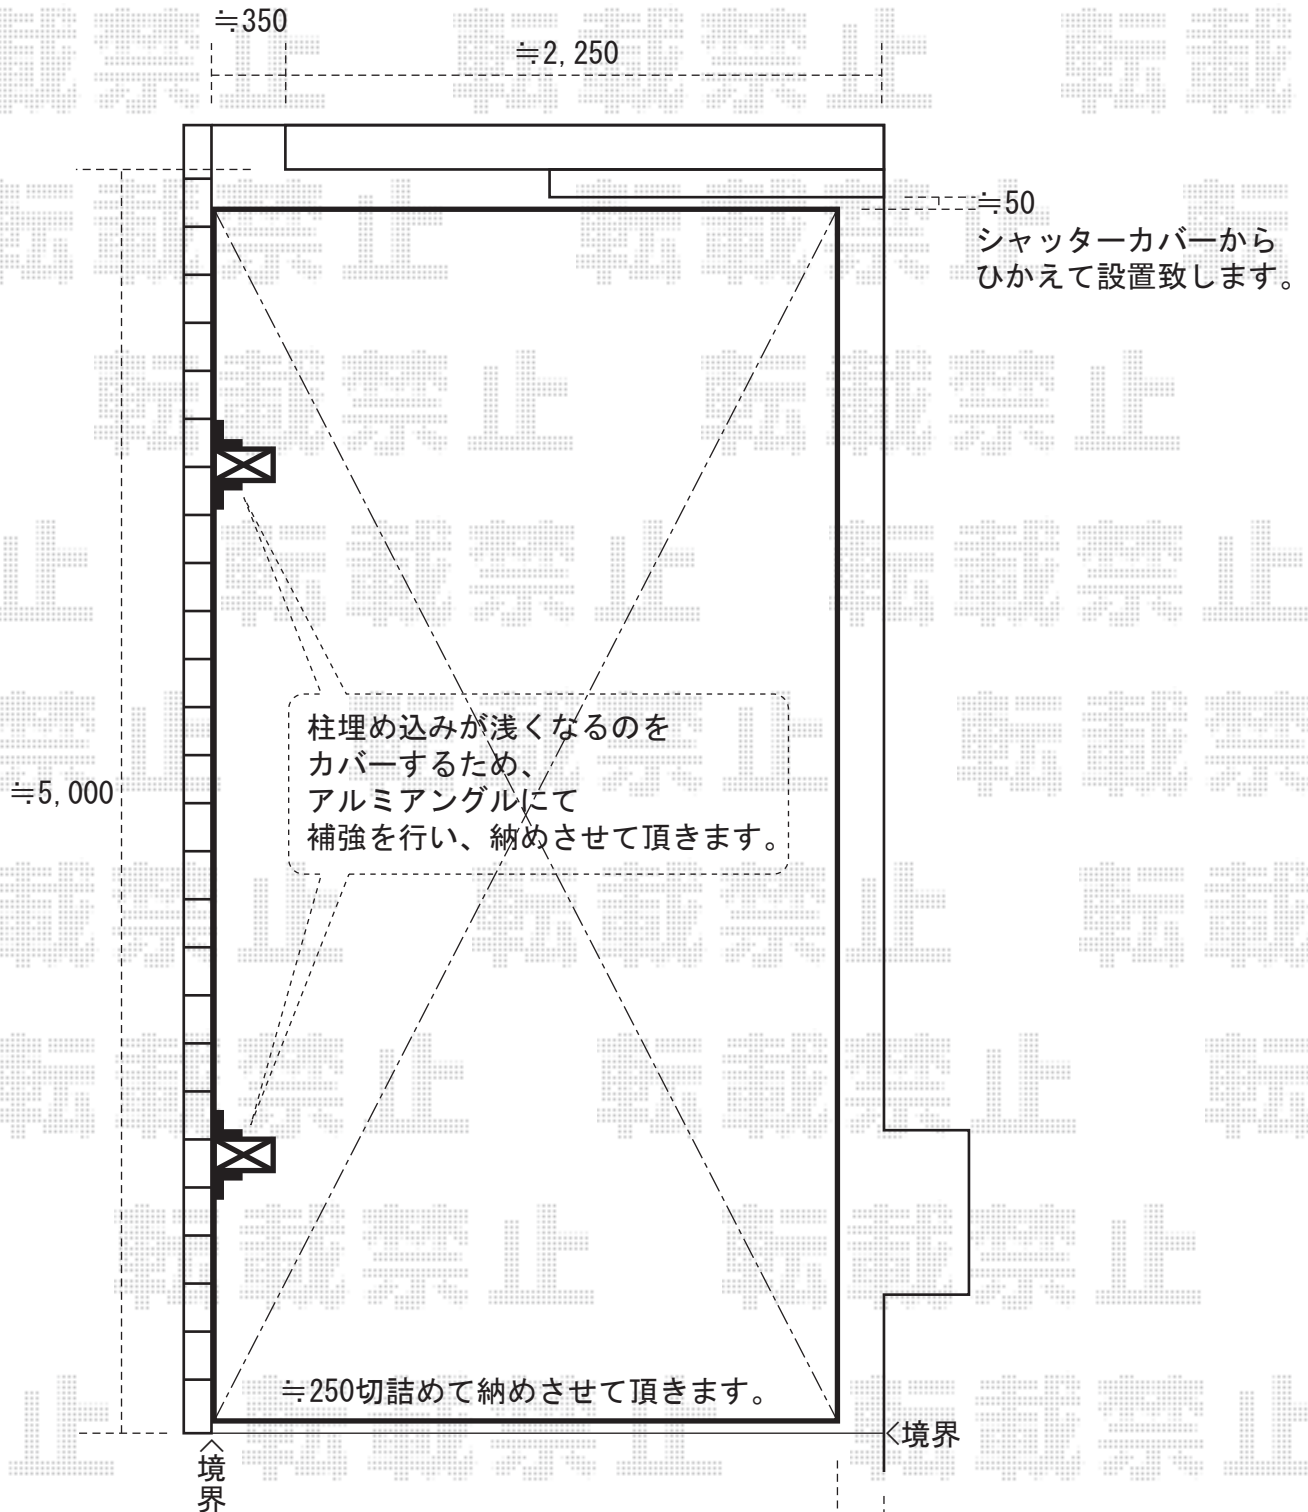 ≒350
≒2,250
≒50
シャッターカバーから
ひかえて設置致します。
柱埋め込みが浅くなるのを
カバーするため、
アルミアングルにて
補強を行い、納めさせて頂きます。
≒5,000
≒250切詰めて納めさせて頂きます。
<境界
<境界
転載禁止